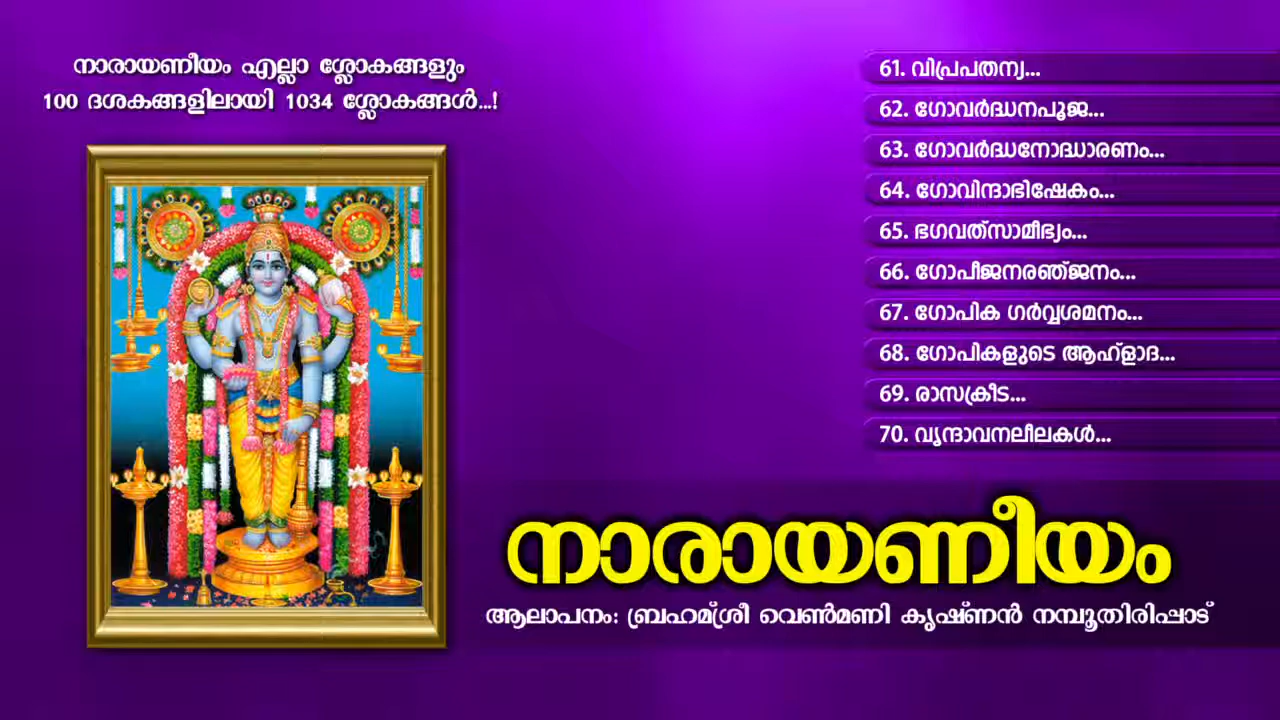 നാരായണീയം എല്ലാ ശ്ലോകങ്ങളും
100 ദശകങ്ങളിലായി 1034 ശ്ലോകങ്ങൾ...!
61. വിപ്രപത്ന്യ...
62. ഗോവർദ്ധനപൂജ...
63. ഗോവർദ്ധനോദ്ധാരണം...
64. ഗോവിന്ദാഭിഷേകം...
65. ഭഗവത്സാമീഭ്യം...
66. ഗോപീജനരഞ്ജനം...
67. ഗോപിക ഗർവ്വശമനം...
68. ഗോപികളുടെ ആഹ്ളാദ...
69. രാസക്രീട...
70. വൃന്ദാവനലീലകൾ...
നാരായണീയം
ആലാപനം: ബ്രഹ്മശ്രീ വെൺമണി കൃഷ്ണൻ നമ്പൂതിരിപ്പാട്